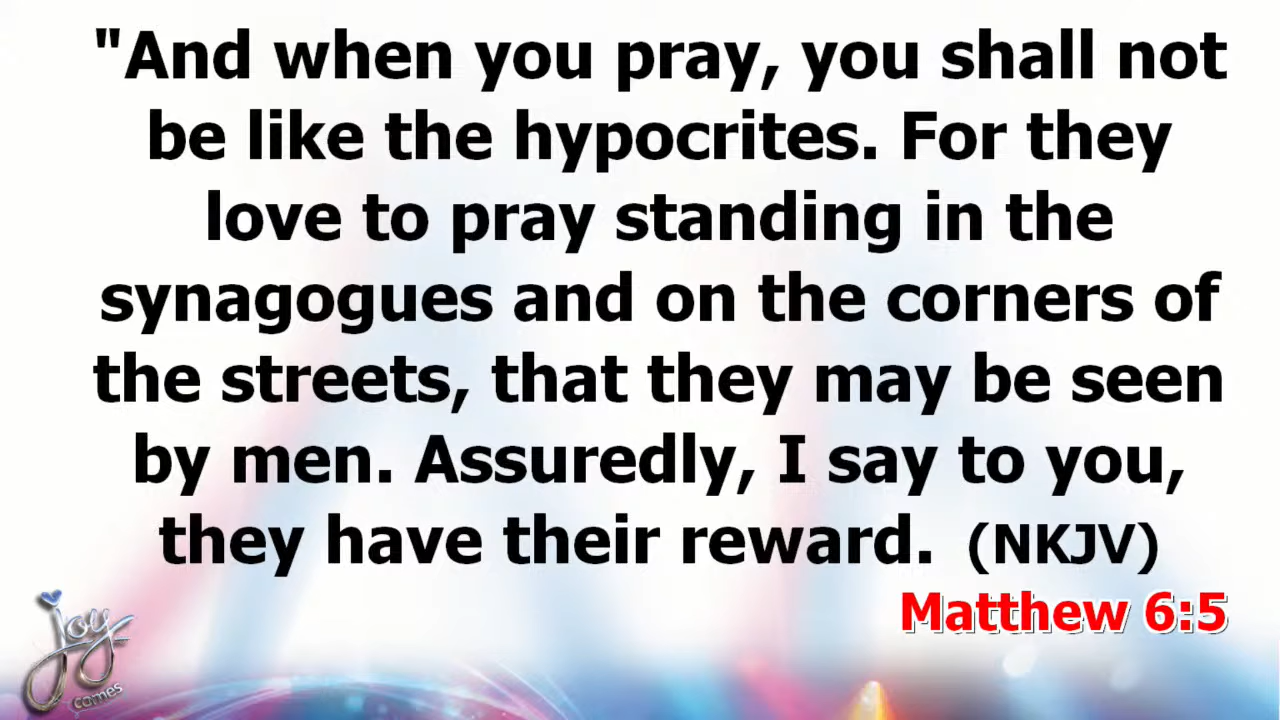 "And when you pray, you shall not
be like the hypocrites. For they
love to pray standing in the
synagogues and on the corners of
the streets, that they may be seen
by men. Assuredly, I say to you,
they have their reward. (NKJV)
Matthew 6:5
joy
comes